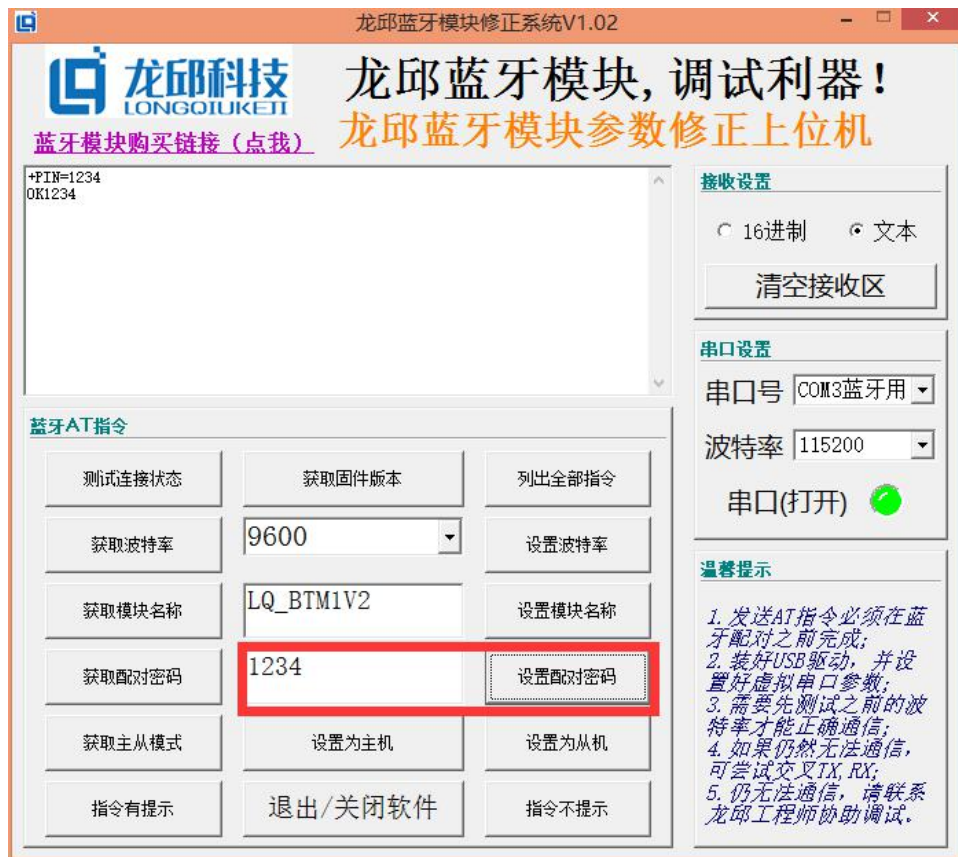 龙邱蓝牙模块修正系统V1.02
龙邱科技
LONGQIUKEJI
龙邱蓝牙模块,调试利器!
蓝牙模块购买链接（点我）
龙邱蓝牙模块参数修正上位机
+PIN=1234
OK1234
接收设置
16进制
文本
清空接收区
串口设置
串口号
COM3蓝牙用
波特率
115200
串口(打开)
蓝牙AT指令
测试连接状态
获取固件版本
列出全部指令
获取波特率
9600
设置波特率
获取模块名称
LQ_BTM1V2
设置模块名称
获取配对密码
1234
设置配对密码
获取主从模式
设置为主机
设置为从机
指令有提示
退出/关闭软件
指令不提示
温馨提示
1. 发送AT指令必须在蓝
牙配对之前完成;
2. 装好USB驱动，并设
置好虚拟串口参数;
3. 需要先测试之前的波
特率才能正确通信;
4. 如果仍然无法通信，
可尝试交叉TX,RX;
5. 仍无法通信，请联系
龙邱工程师协助调试.